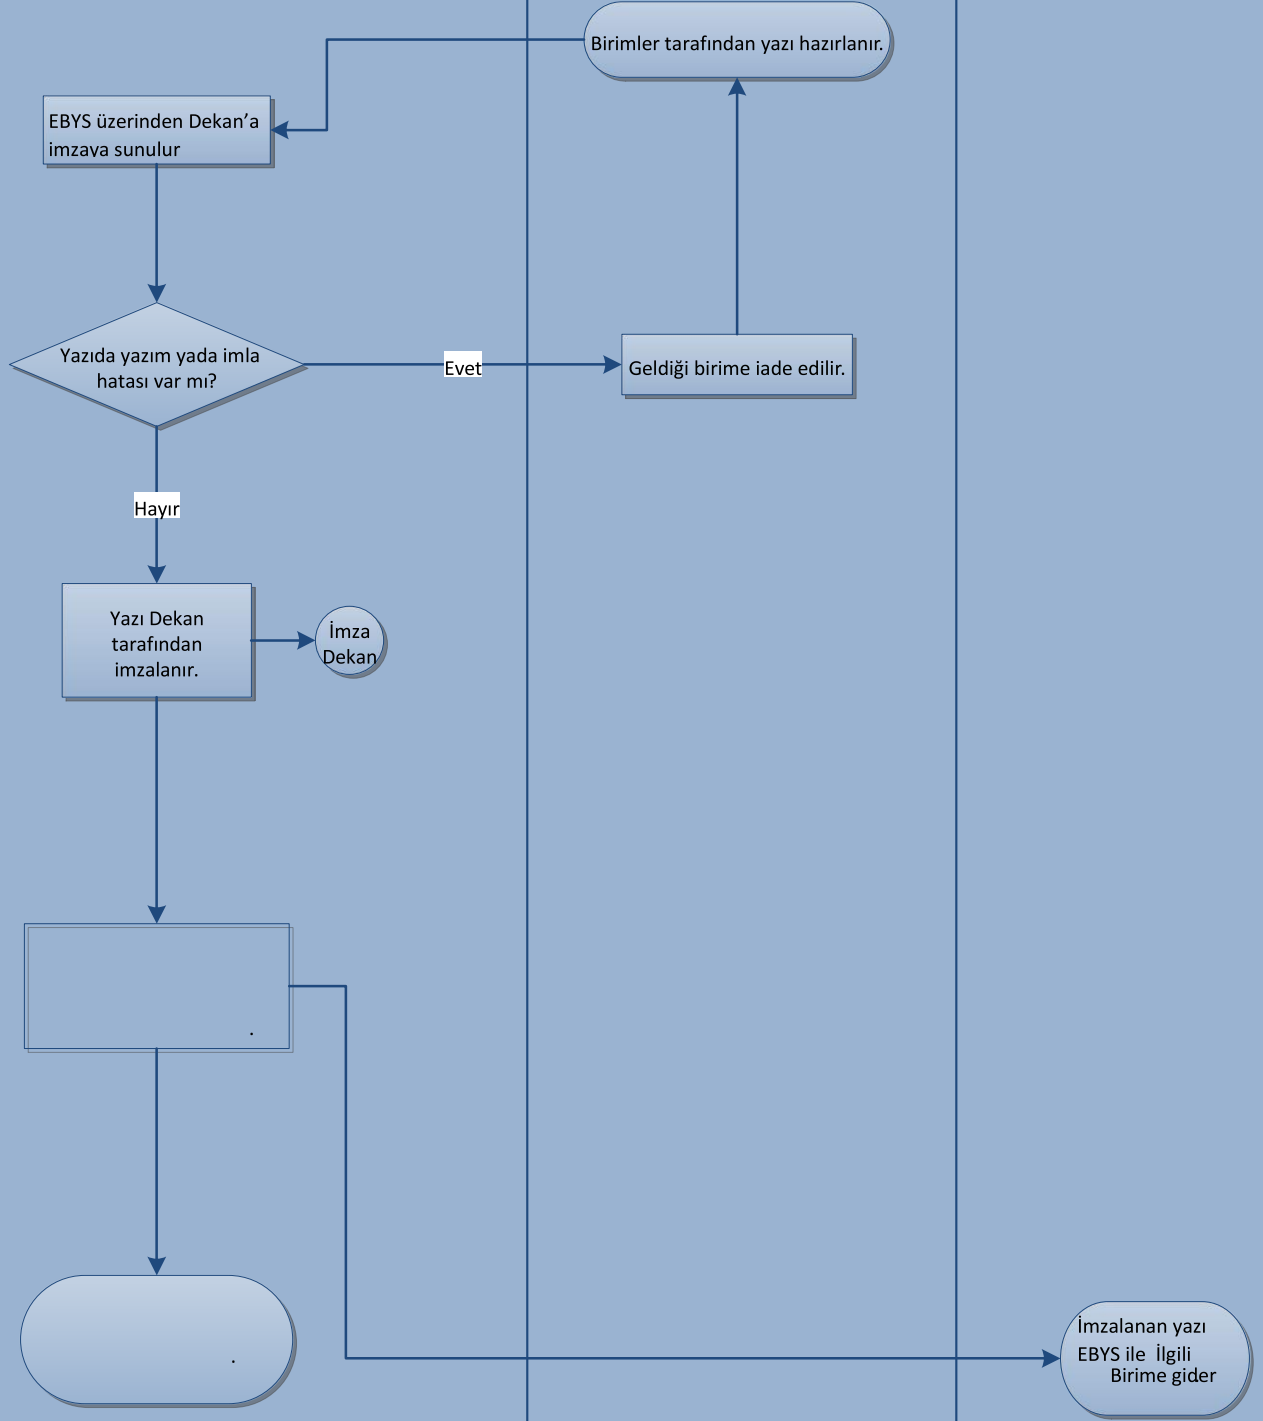 Birimler tarafından yazı hazırlanır.
EBYS üzerinden Dekan’a
imzaya sunulur
Yazıda yazım yada imla
hatası var mı?
Evet
Geldiği birime iade edilir.
Hayır
Yazı Dekan
tarafından
imzalanır.
İmza
Dekan
.
.
İmzalanan yazı
EBYS ile İlgili
Birime gider